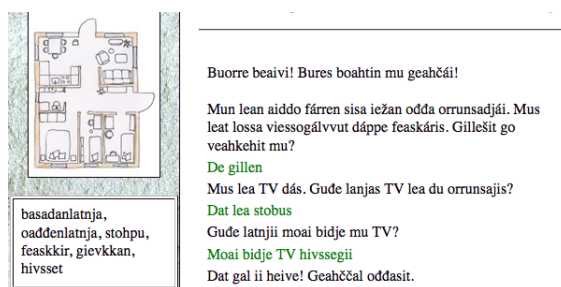 basadanlatnja,
oađđenlatnja, stohpu,
feaskkir, gievkkan,
hivsset
Buorre beaivi! Bures boahtin mu geahčái!
Mun lean aiddo fárren sisa iežan ođđa orrunsadjái. Mus
leat lossa viessogálvvut dáppe feaskáris. Gillešit go
veahkehit mu?
De gillen
Mus lea TV dás. Guđe lanjas TV lea du orrunsajis?
Dat lea stobus
Guđe latnjii moai bidje mu TV?
Moai bidje TV hivssegii
Dat gal ii heive! Geahččal ođđasit.